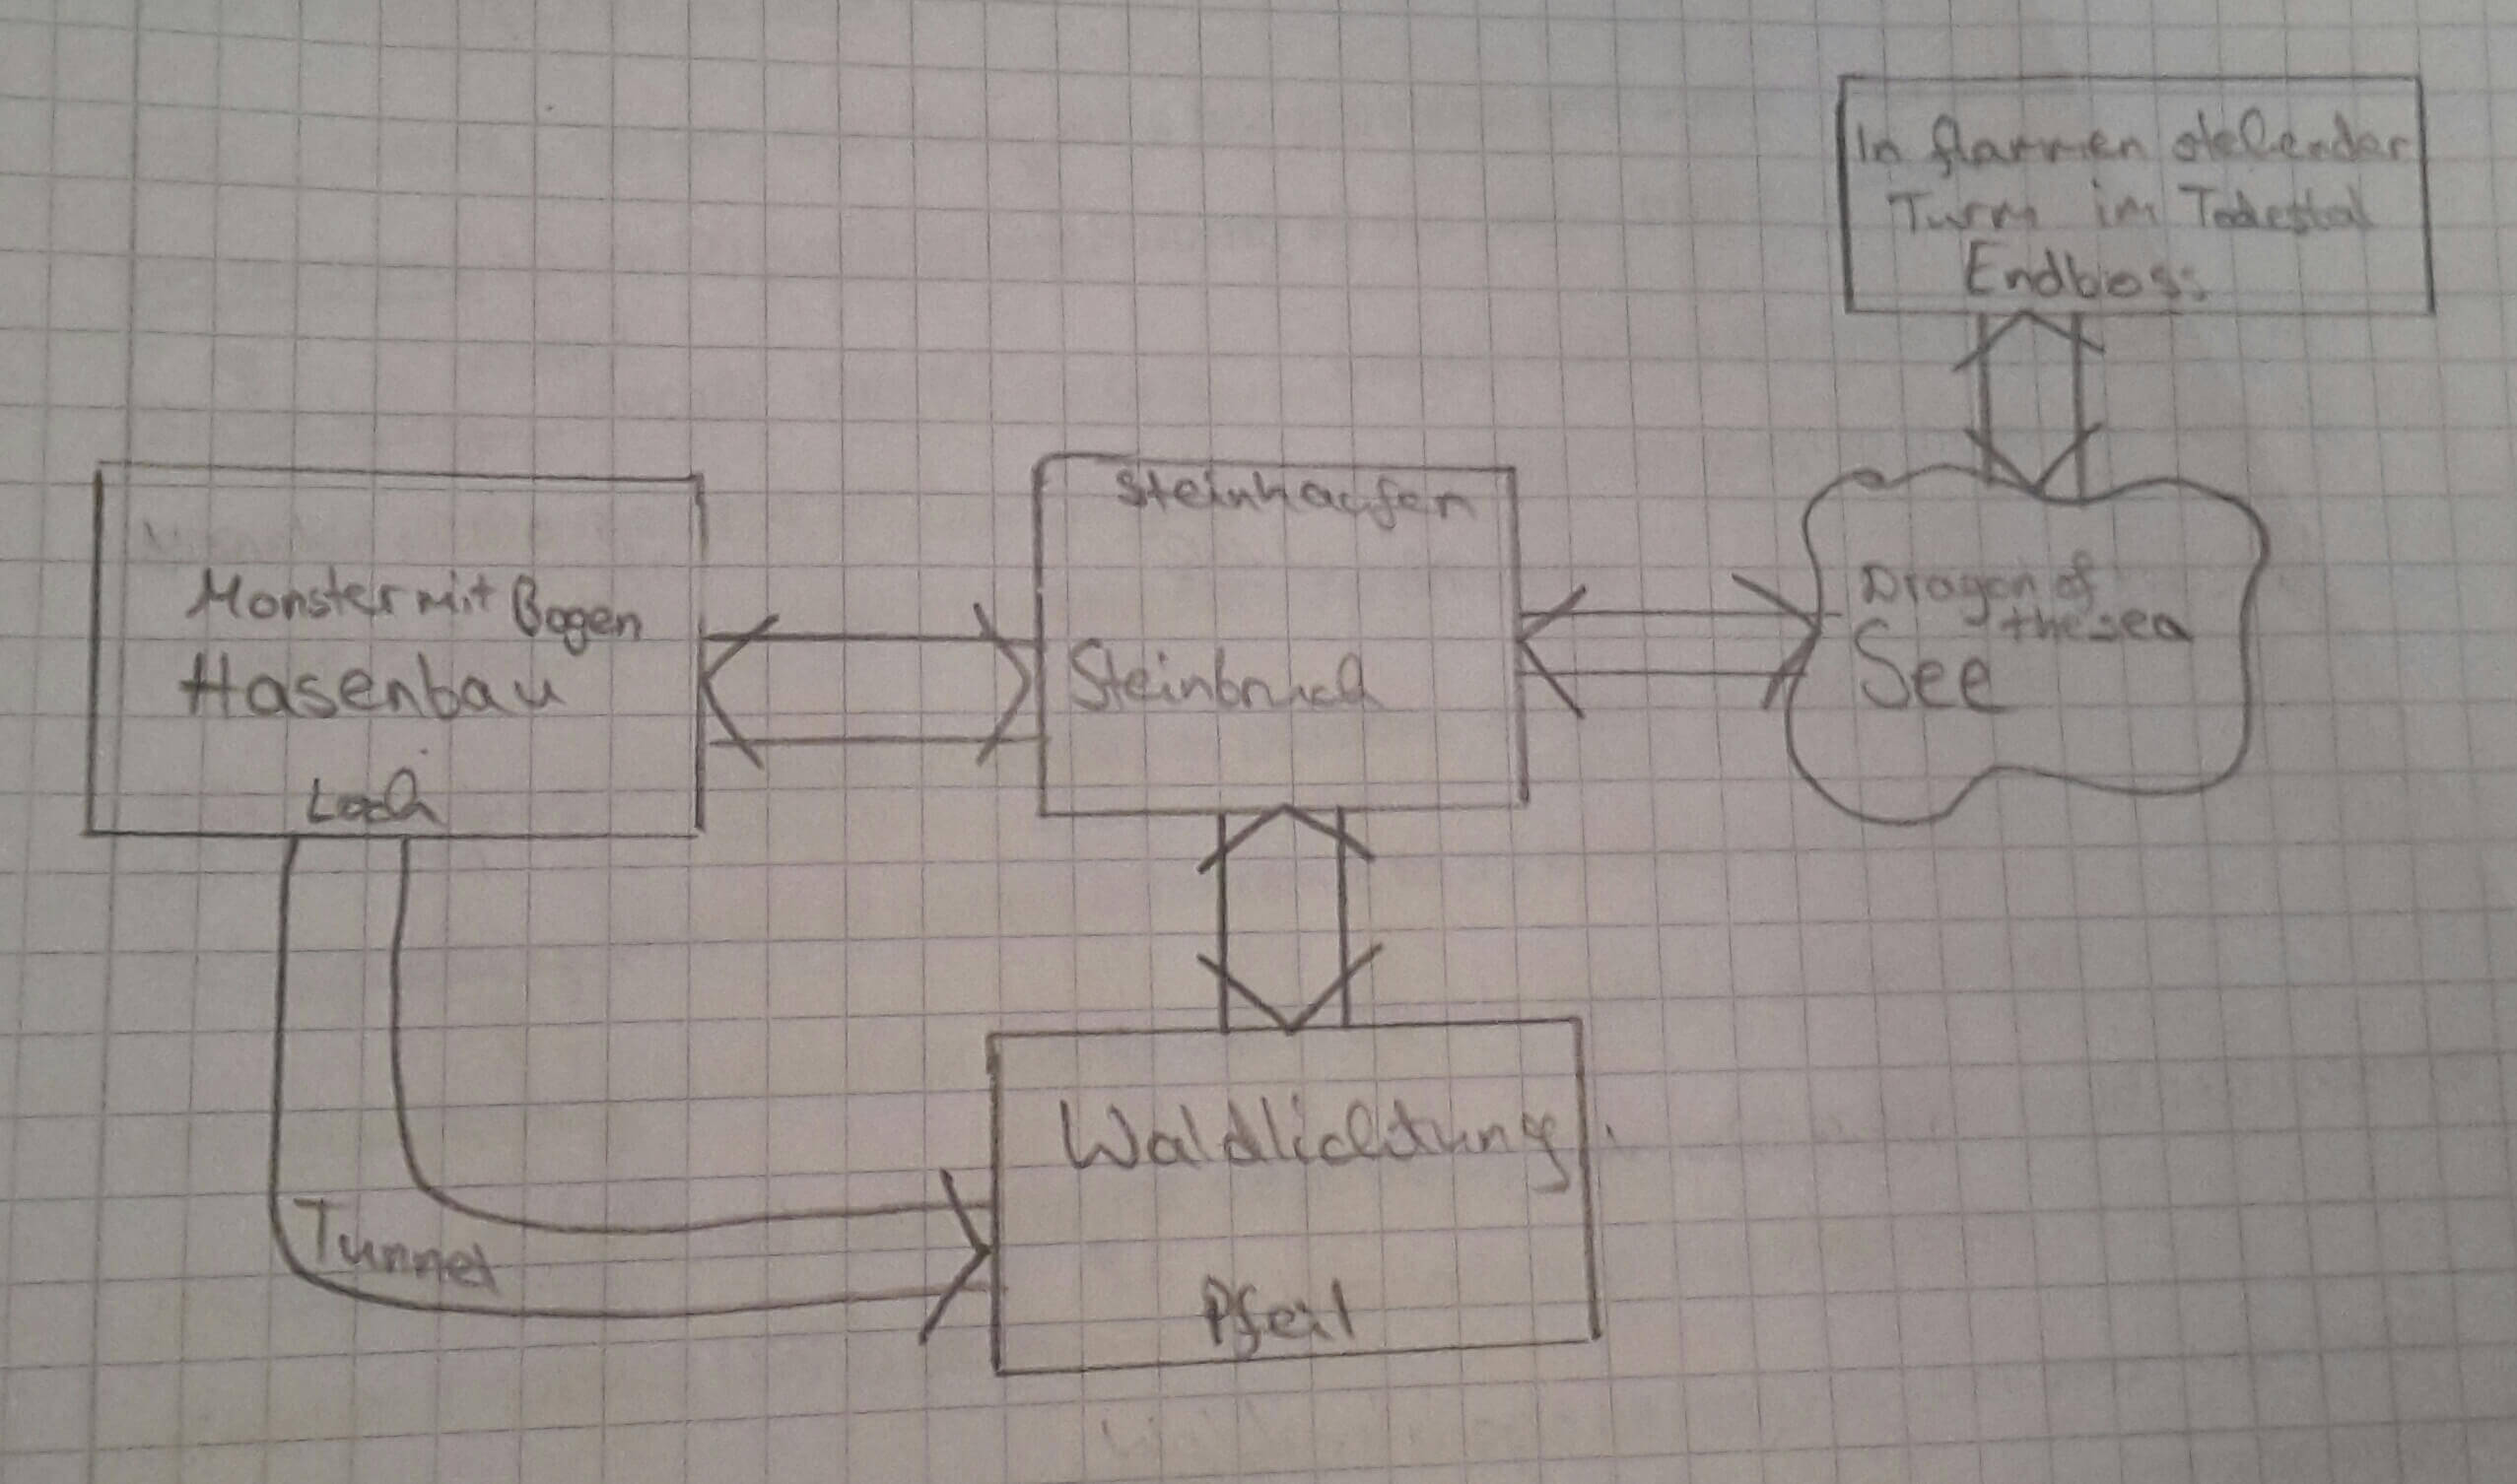 In flammen stehender
Turm im Todestal
Endboss
Steinhaufen
Steinbruch
Monster mit Bogen
Hasenbau
Loch
Dragon of
the sea
See
Tunnel
Waldlichtung
Pfeil